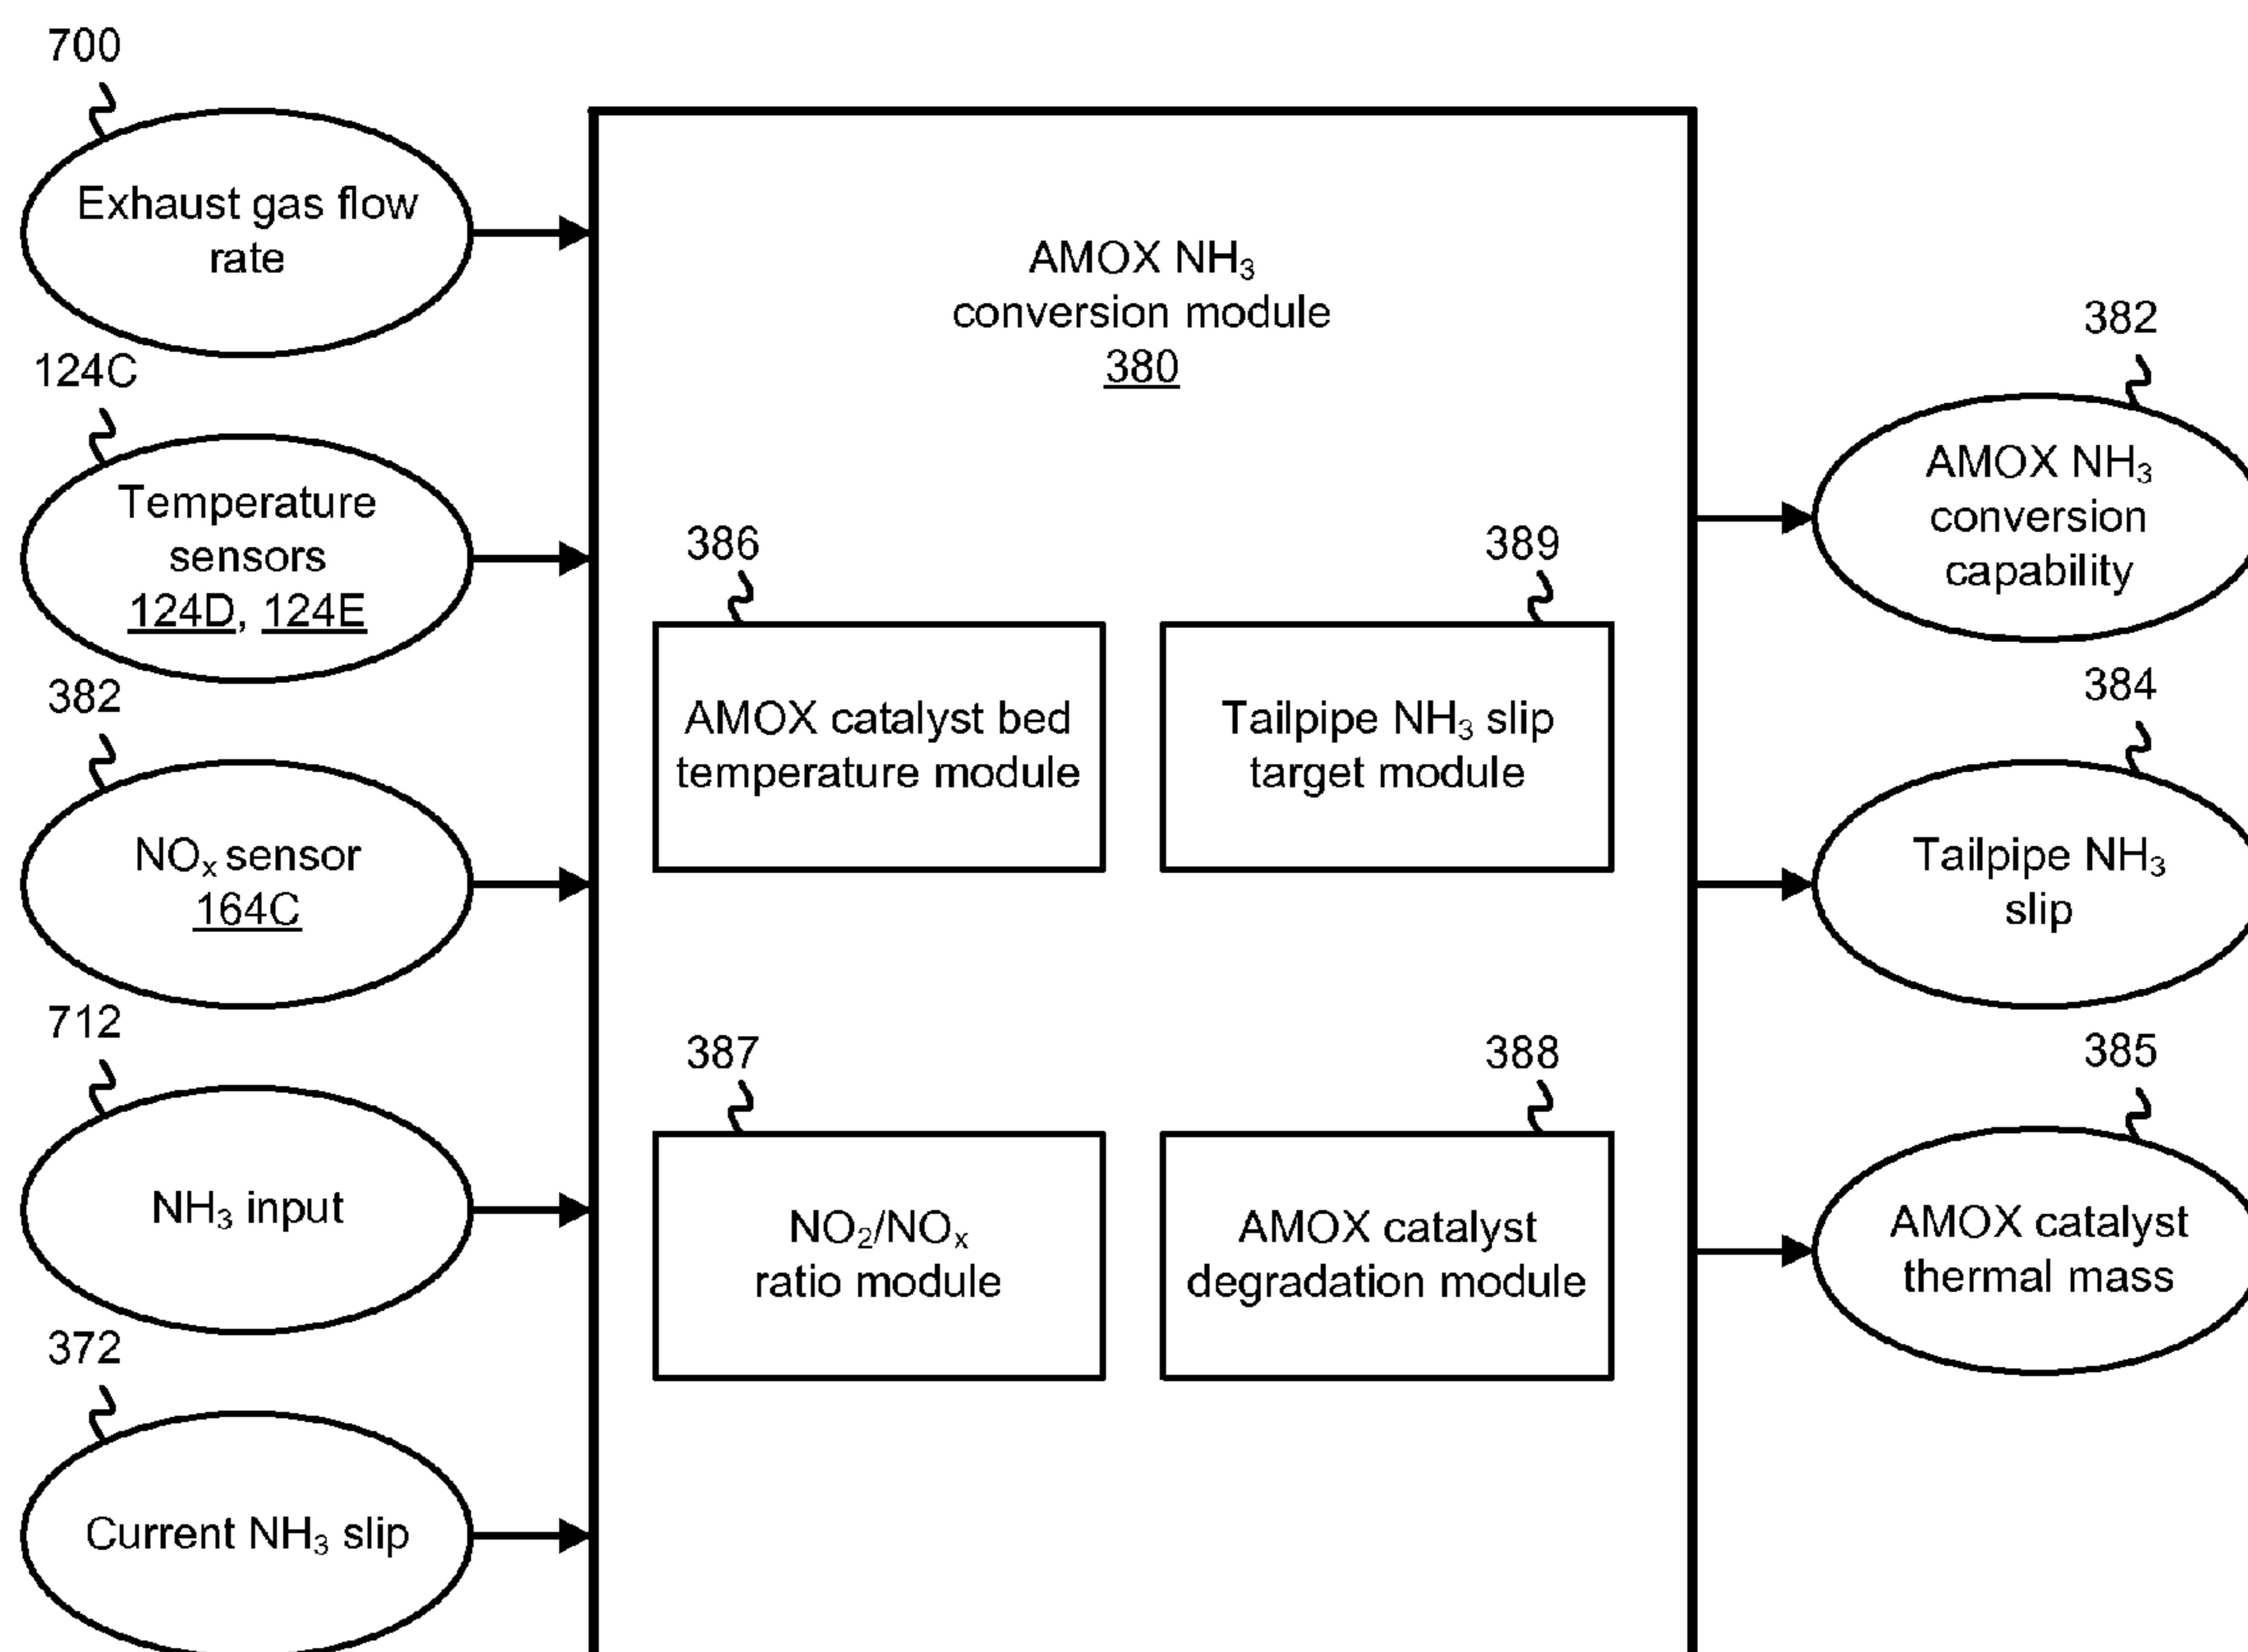 700
Exhaust gas flow
rate
124C
Temperature
sensors
124D, 124E
382
NOₓ sensor
164C
712
NH₃ input
372
Current NH₃ slip
AMOX NH₃
conversion module
380
386
AMOX catalyst bed
temperature module
389
Tailpipe NH₃ slip
target module
387
NO₂/NOₓ
ratio module
388
AMOX catalyst
degradation module
382
AMOX NH₃
conversion
capability
384
Tailpipe NH₃
slip
385
AMOX catalyst
thermal mass